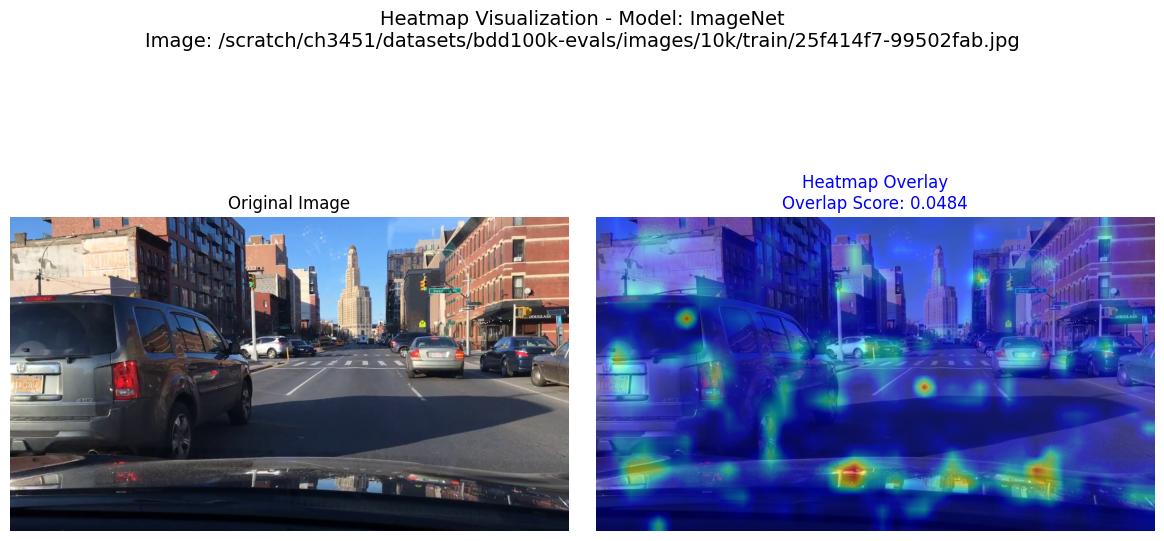 Heatmap Visualization - Model: ImageNet
Image: /scratch/ch3451/datasets/bdd100k-evals/images/10k/train/25f414f7-99502fab.jpg
Original Image
Heatmap Overlay
Overlap Score: 0.0484